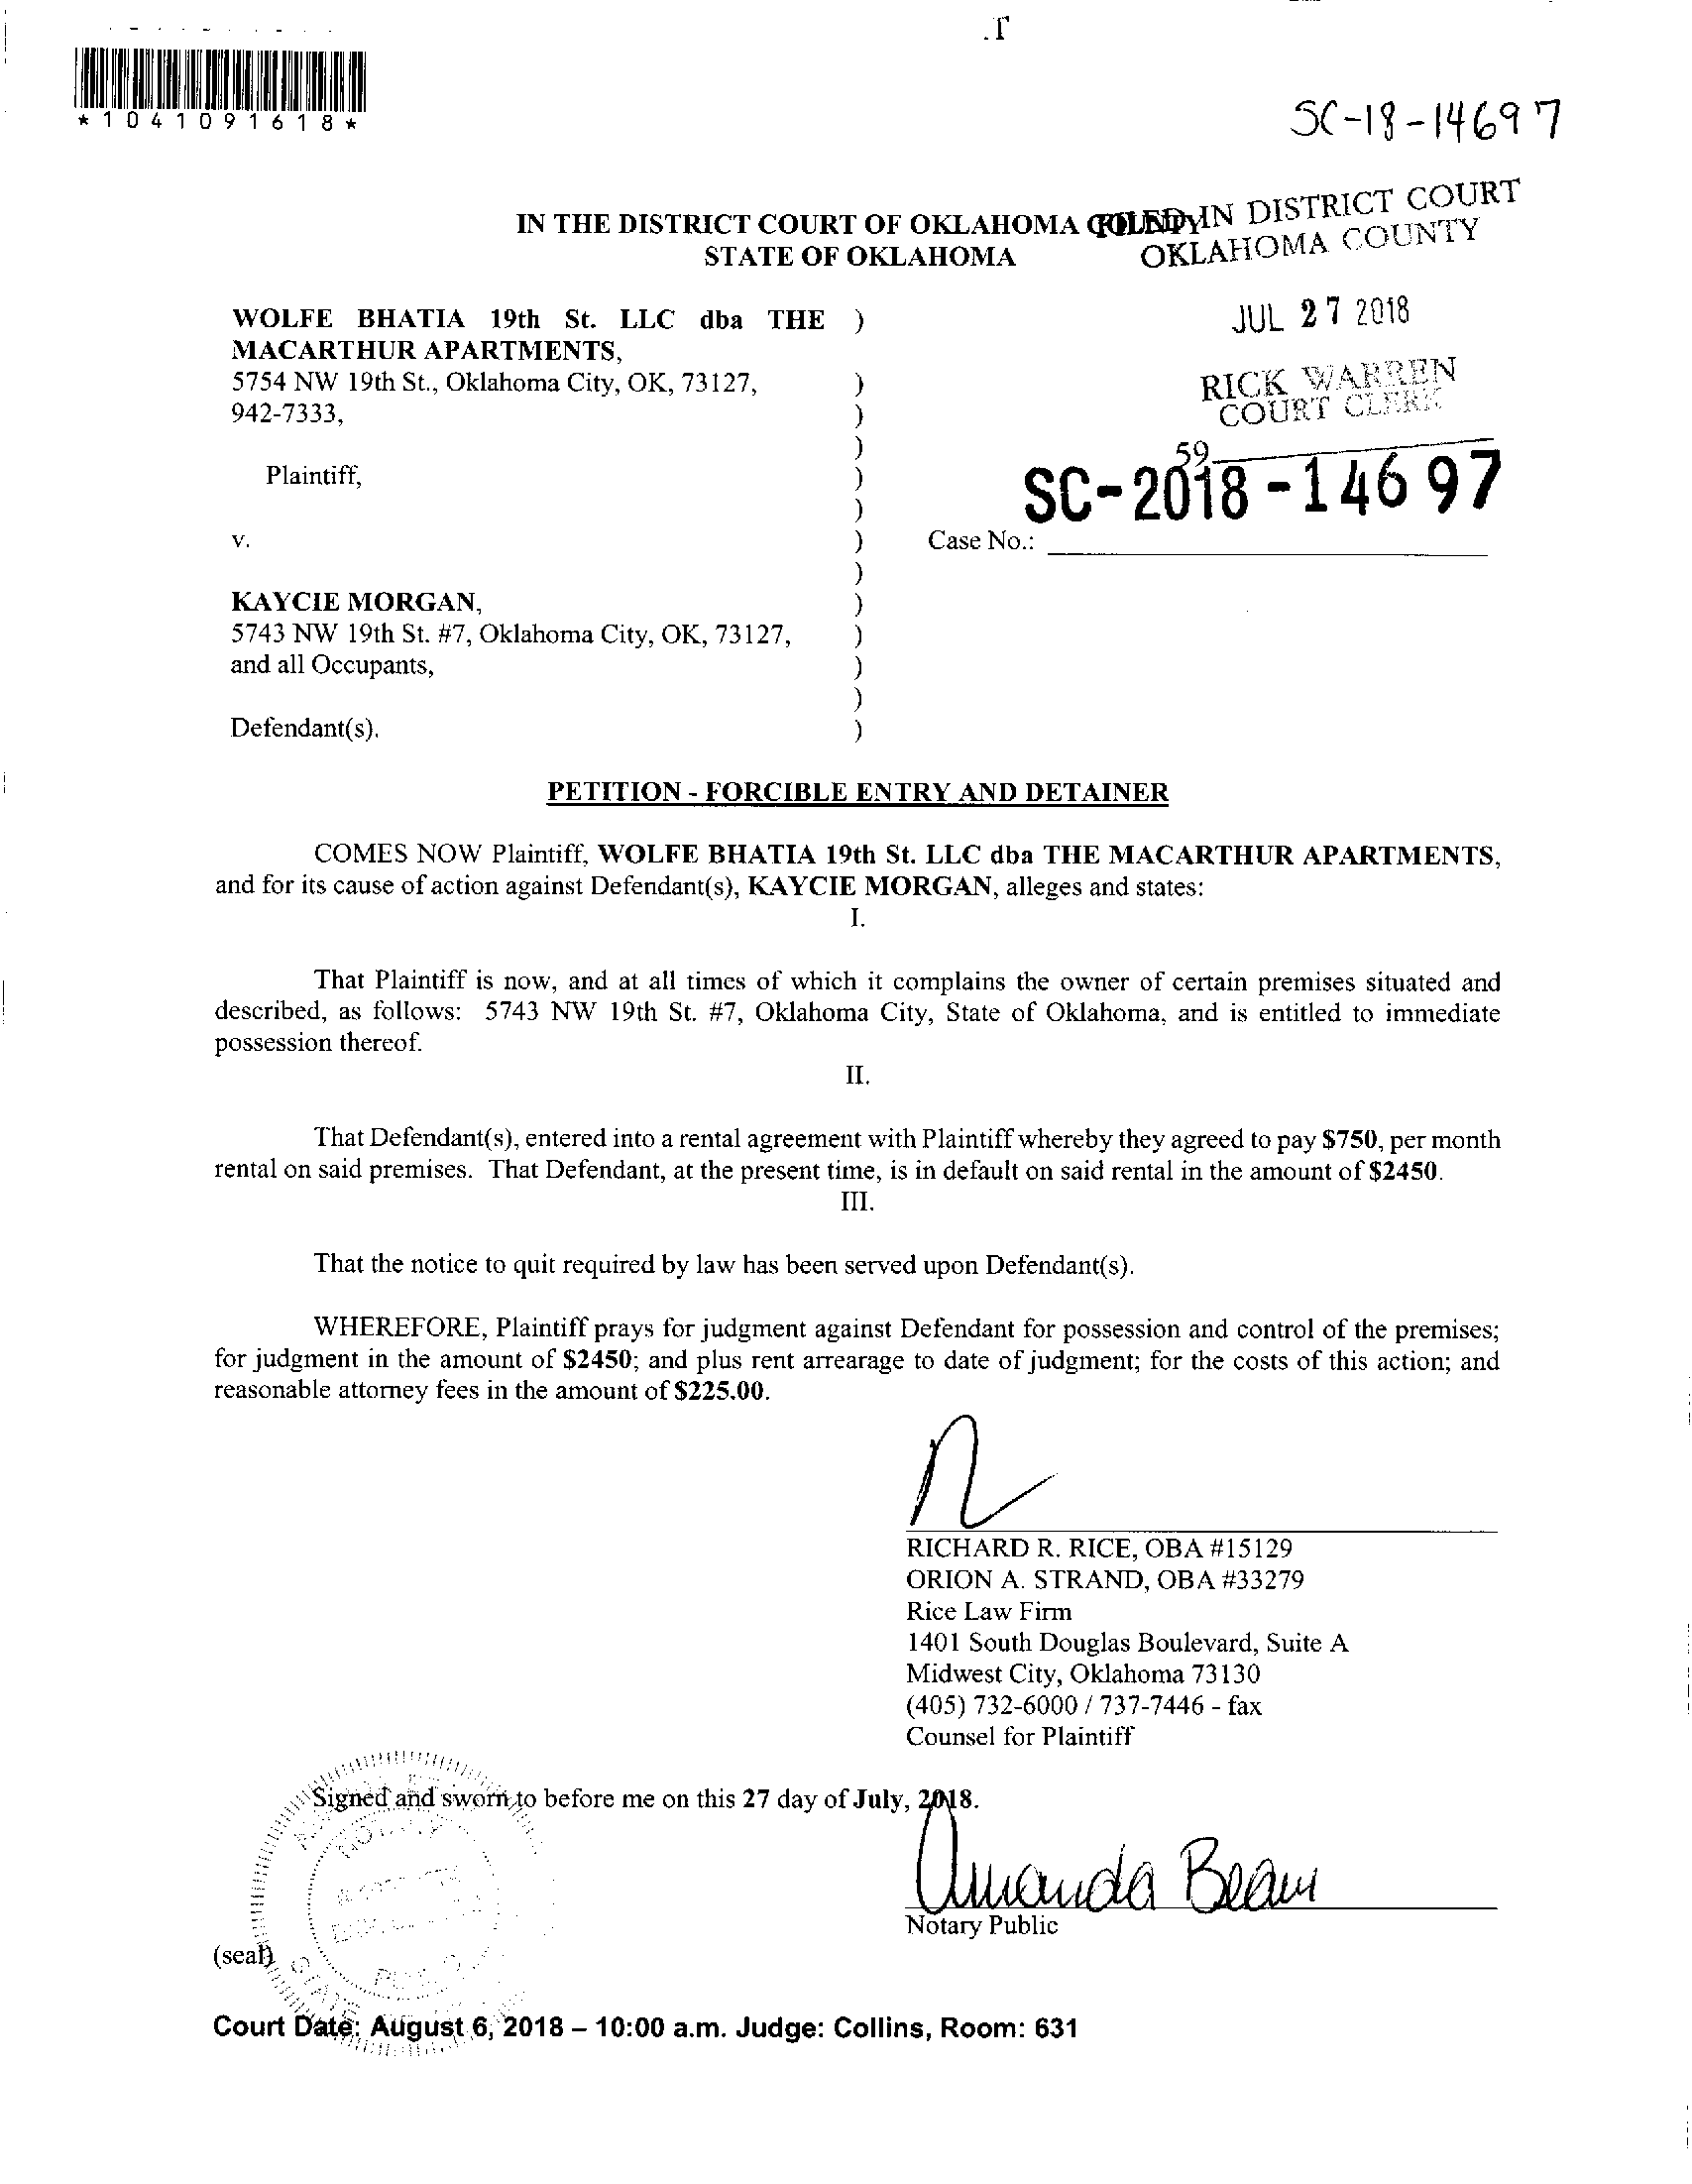 *1041091618*
SC-18-14697
IN THE DISTRICT COURT OF OKLAHOMA COUNTY
STATE OF OKLAHOMA
FILED IN DISTRICT COURT
OKLAHOMA COUNTY
JUL 27 2018
RICK WARREN
COURT CLERK
59
WOLFE BHATIA 19th St. LLC dba THE )
MACARTHUR APARTMENTS,
5754 NW 19th St., Oklahoma City, OK, 73127, )
942-7333, )
)
Plaintiff, )
)
SC-2018-14697
v. ) Case No.:
)
KAYCIE MORGAN, )
5743 NW 19th St. #7, Oklahoma City, OK, 73127, )
and all Occupants, )
)
Defendant(s). )
PETITION - FORCIBLE ENTRY AND DETAINER
COMES NOW Plaintiff, WOLFE BHATIA 19th St. LLC dba THE MACARTHUR APARTMENTS,
and for its cause of action against Defendant(s), KAYCIE MORGAN, alleges and states:
I.
That Plaintiff is now, and at all times of which it complains the owner of certain premises situated and
described, as follows: 5743 NW 19th St. #7, Oklahoma City, State of Oklahoma, and is entitled to immediate
possession thereof.
II.
That Defendant(s), entered into a rental agreement with Plaintiff whereby they agreed to pay $750, per month
rental on said premises. That Defendant, at the present time, is in default on said rental in the amount of $2450.
III.
That the notice to quit required by law has been served upon Defendant(s).
WHEREFORE, Plaintiff prays for judgment against Defendant for possession and control of the premises;
for judgment in the amount of $2450; and plus rent arrearage to date of judgment; for the costs of this action; and
reasonable attorney fees in the amount of $225.00.
RICHARD R. RICE, OBA #15129
ORION A. STRAND, OBA #33279
Rice Law Firm
1401 South Douglas Boulevard, Suite A
Midwest City, Oklahoma 73130
(405) 732-6000 / 737-7446 - fax
Counsel for Plaintiff
Signed and sworn to before me on this 27 day of July, 2018.
Amanda Beam
Notary Public
(seal)
Court Date: August 6, 2018 – 10:00 a.m. Judge: Collins, Room: 631